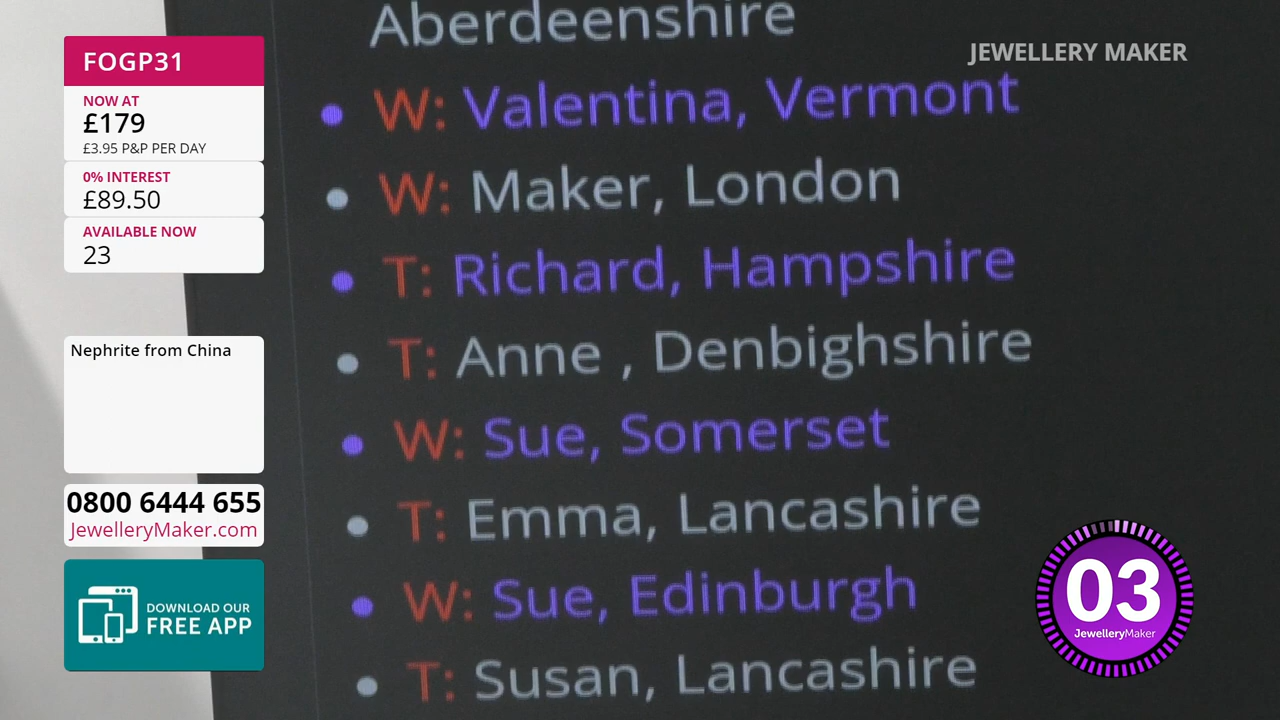 FOGP31
NOW AT
£179
£3.95 P&P PER DAY
0% INTEREST
£89.50
AVAILABLE NOW
23
Nephrite from China
0800 6444 655
JewelleryMaker.com
DOWNLOAD OUR
FREE APP
JEWELLERY MAKER
Aberdeenshire
• W: Valentina, Vermont
• W: Maker, London
• T: Richard, Hampshire
• T: Anne , Denbighshire
• W: Sue, Somerset
• T: Emma, Lancashire
• W: Sue, Edinburgh
• T: Susan, Lancashire
03
JewelleryMaker